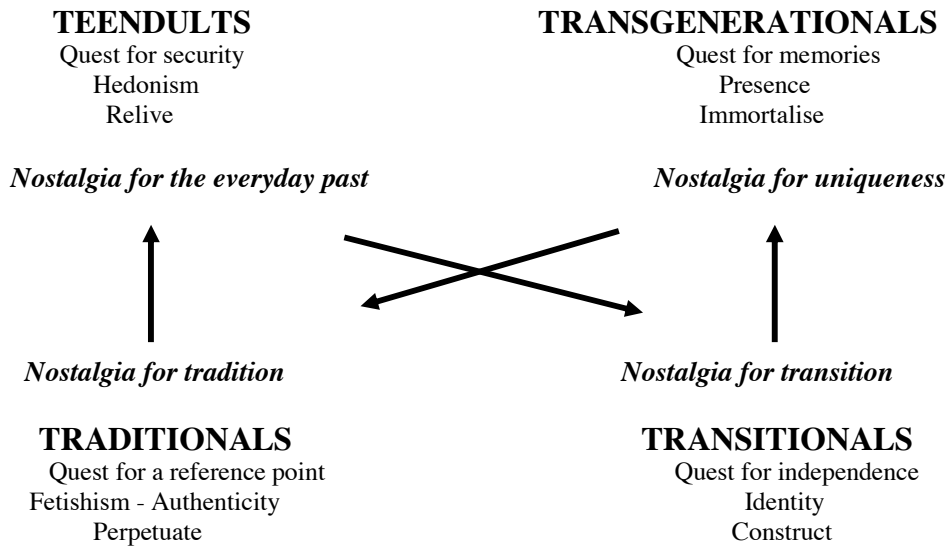 TEENDULTS
Quest for security
Hedonism
Relive
Nostalgia for the everyday past
TRANSGENERATIONALS
Quest for memories
Presence
Immortalise
Nostalgia for uniqueness
Nostalgia for tradition
TRADITIONALS
Quest for a reference point
Fetishism - Authenticity
Perpetuate
Nostalgia for transition
TRANSITIONALS
Quest for independence
Identity
Construct